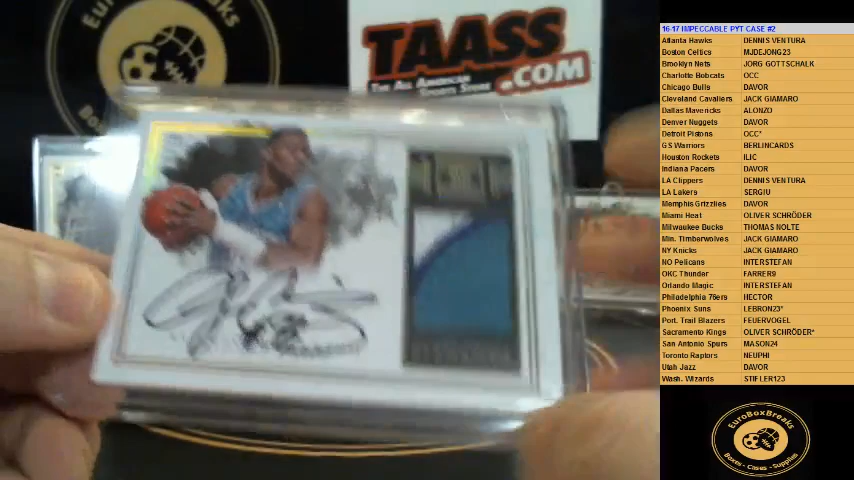 EuroBoxBreaks
TAASS
.COM
THE ALL AMERICAN
SPORTS STORE
16-17 IMPECCABLE PYT CASE #2
Atlanta Hawks DENNIS VENTURA
Boston Celtics MJDEJONG23
Brooklyn Nets JORG GOTTSCHALK
Charlotte Bobcats OCC
Chicago Bulls DAVOR
Cleveland Cavaliers JACK GIAMARO
Dallas Mavericks ALONZO
Denver Nuggets DAVOR
Detroit Pistons OCC*
GS Warriors BERLINCARDS
Houston Rockets ILIC
Indiana Pacers DAVOR
LA Clippers DENNIS VENTURA
LA Lakers SERGIU
Memphis Grizzlies DAVOR
Miami Heat OLIVER SCHRÖDER
Milwaukee Bucks THOMAS NOLTE
Min. Timberwolves JACK GIAMARO
NY Knicks JACK GIAMARO
NO Pelicans INTERSTEFAN
OKC Thunder FARRER9
Orlando Magic INTERSTEFAN
Philadelphia 76ers HECTOR
Phoenix Suns LEBRON23*
Port. Trail Blazers FEUERVOGEL
Sacramento Kings OLIVER SCHRÖDER*
San Antonio Spurs MASON24
Toronto Raptors NEUPHI
Utah Jazz DAVOR
Wash. Wizards STIFLER123
EuroBoxBreaks
Boxes - Cases - Supplies